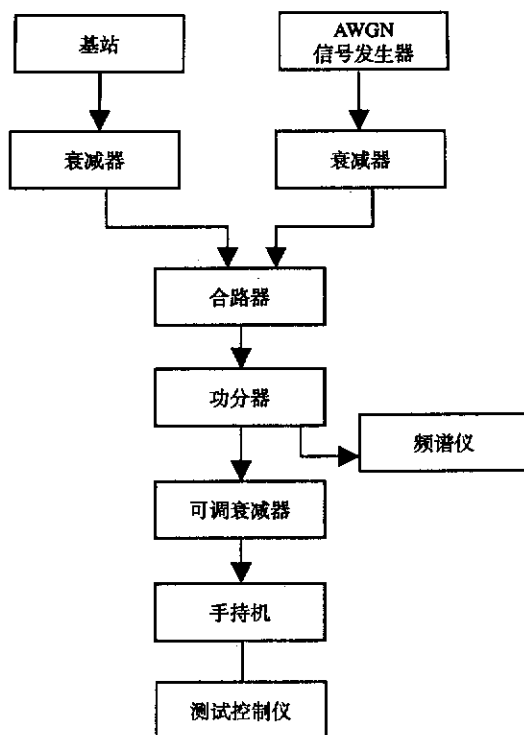 基站
AWGN
信号发生器
衰减器
衰减器
合路器
功分器
频谱仪
可调衰减器
手持机
测试控制仪